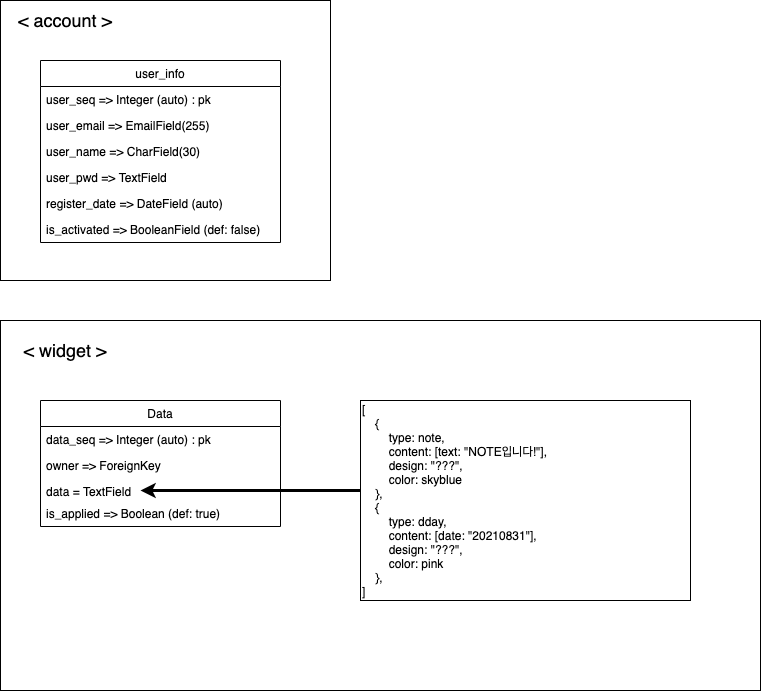 < account >
user_info
user_seq => Integer (auto) : pk
user_email => EmailField(255)
user_name => CharField(30)
user_pwd => TextField
register_date => DateField (auto)
is_activated => BooleanField (def: false)
< widget >
Data
data_seq => Integer (auto) : pk
owner => ForeignKey
data = TextField
is_applied => Boolean (def: true)
[
{
type: note,
content: [text: "NOTE입니다!"],
design: "???",
color: skyblue
},
{
type: dday,
content: [date: "20210831"],
design: "???",
color: pink
},
]